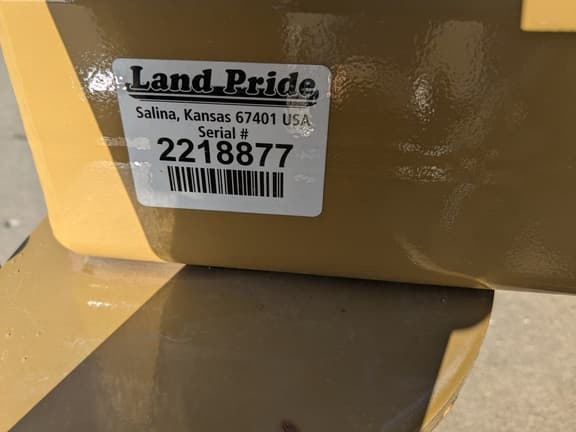 Land Pride
Salina, Kansas 67401 USA
Serial #
2218877